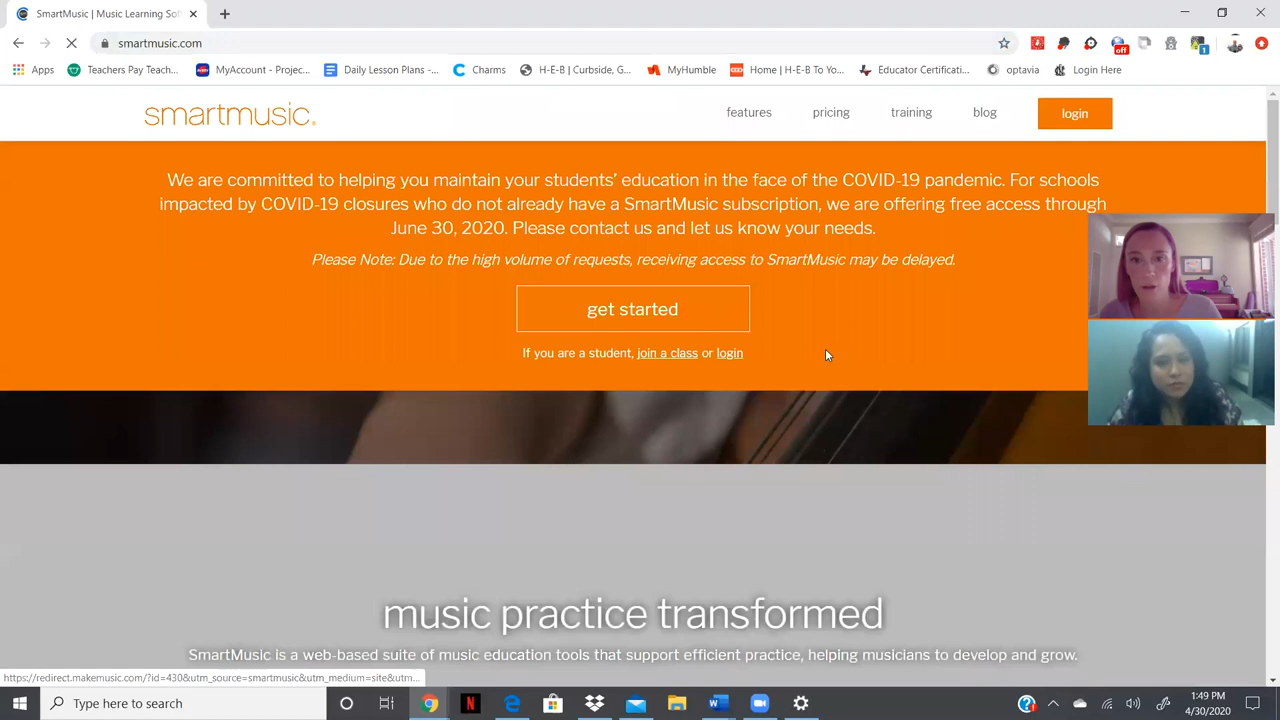 SmartMusic | Music Learning Sof
smartmusic.com
off
1
Apps
Teachers Pay Teach...
MyAccount - Projec...
Daily Lesson Plans - ...
Charms
H-E-B | Curbside, G...
MyHumble
Home | H-E-B To Yo...
Educator Certificati...
optavia
Login Here
smartmusic®
features
pricing
training
blog
login
We are committed to helping you maintain your students' education in the face of the COVID-19 pandemic. For schools
impacted by COVID-19 closures who do not already have a SmartMusic subscription, we are offering free access through
June 30, 2020. Please contact us and let us know your needs.
Please Note: Due to the high volume of requests, receiving access to SmartMusic may be delayed.
get started
If you are a student, join a class or login
music practice transformed
SmartMusic is a web-based suite of music education tools that support efficient practice, helping musicians to develop and grow.
https://redirect.makemusic.com/?id=430&utm_source=smartmusic&utm_medium=site&utm...
Type here to search
1:49 PM
4/30/2020